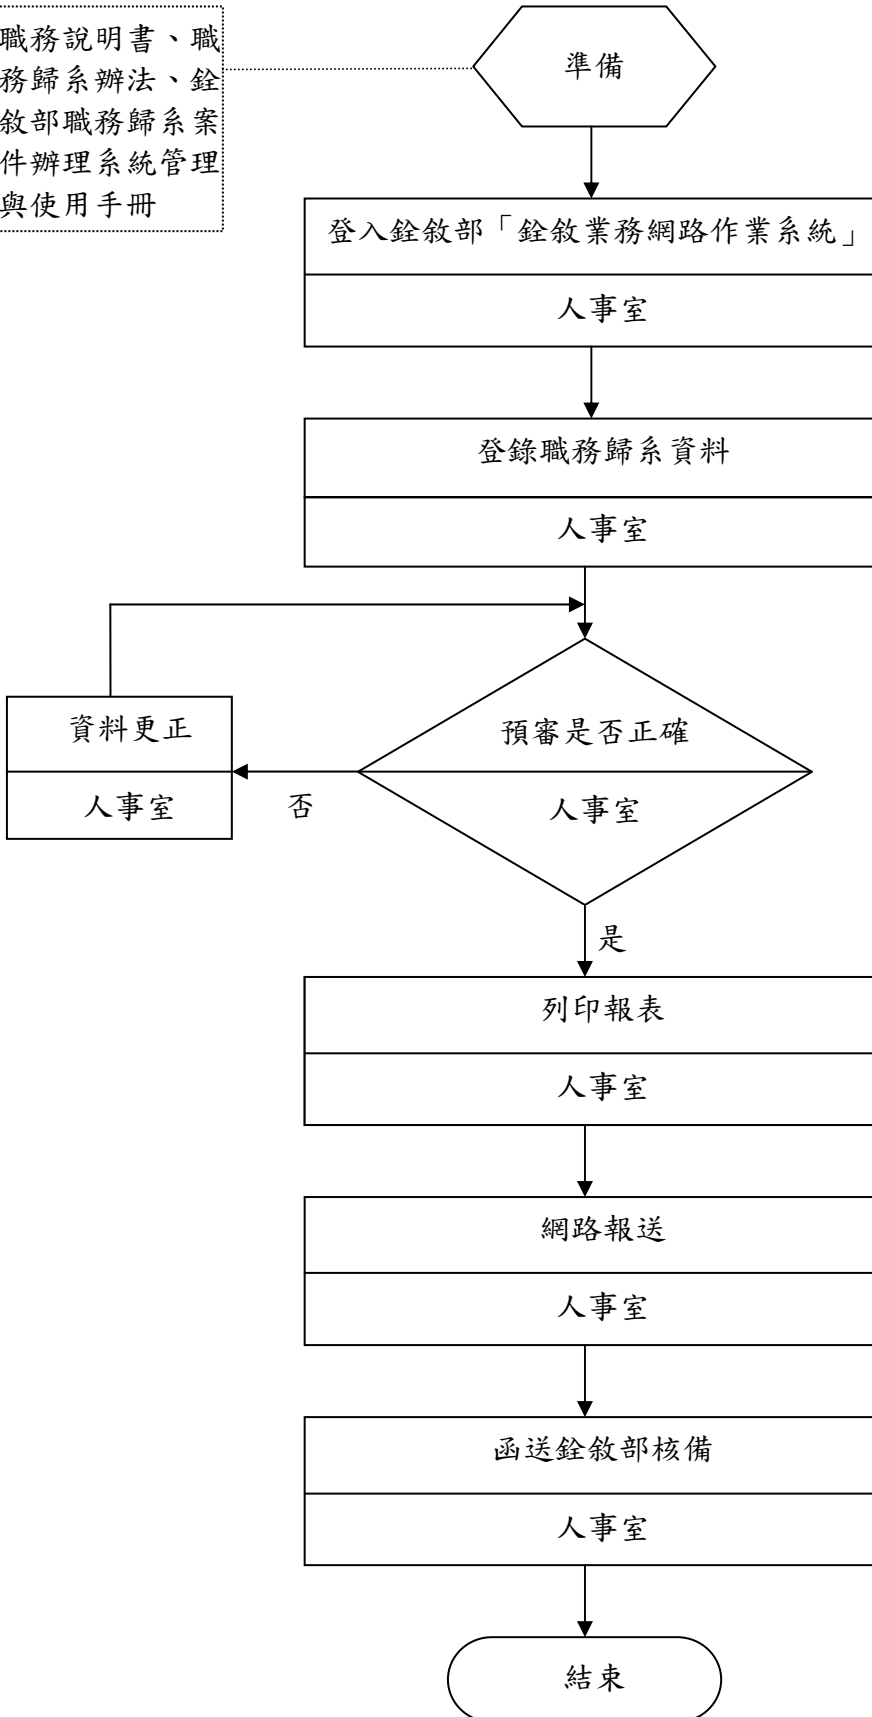 職務說明書、職
務歸系辦法、銓
敘部職務歸系案
件辦理系統管理
與使用手冊
準備
登入銓敘部「銓敘業務網路作業系統」
人事室
登錄職務歸系資料
人事室
預審是否正確
人事室
否
資料更正
人事室
是
列印報表
人事室
網路報送
人事室
函送銓敘部核備
人事室
結束